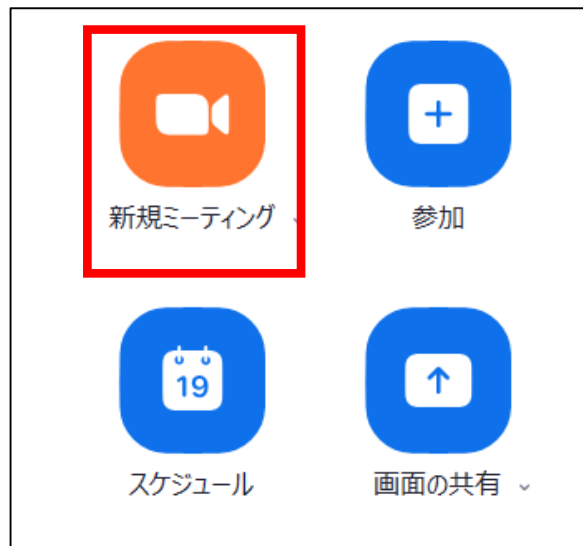 新規ミーティング
参加
19
スケジュール
画面の共有